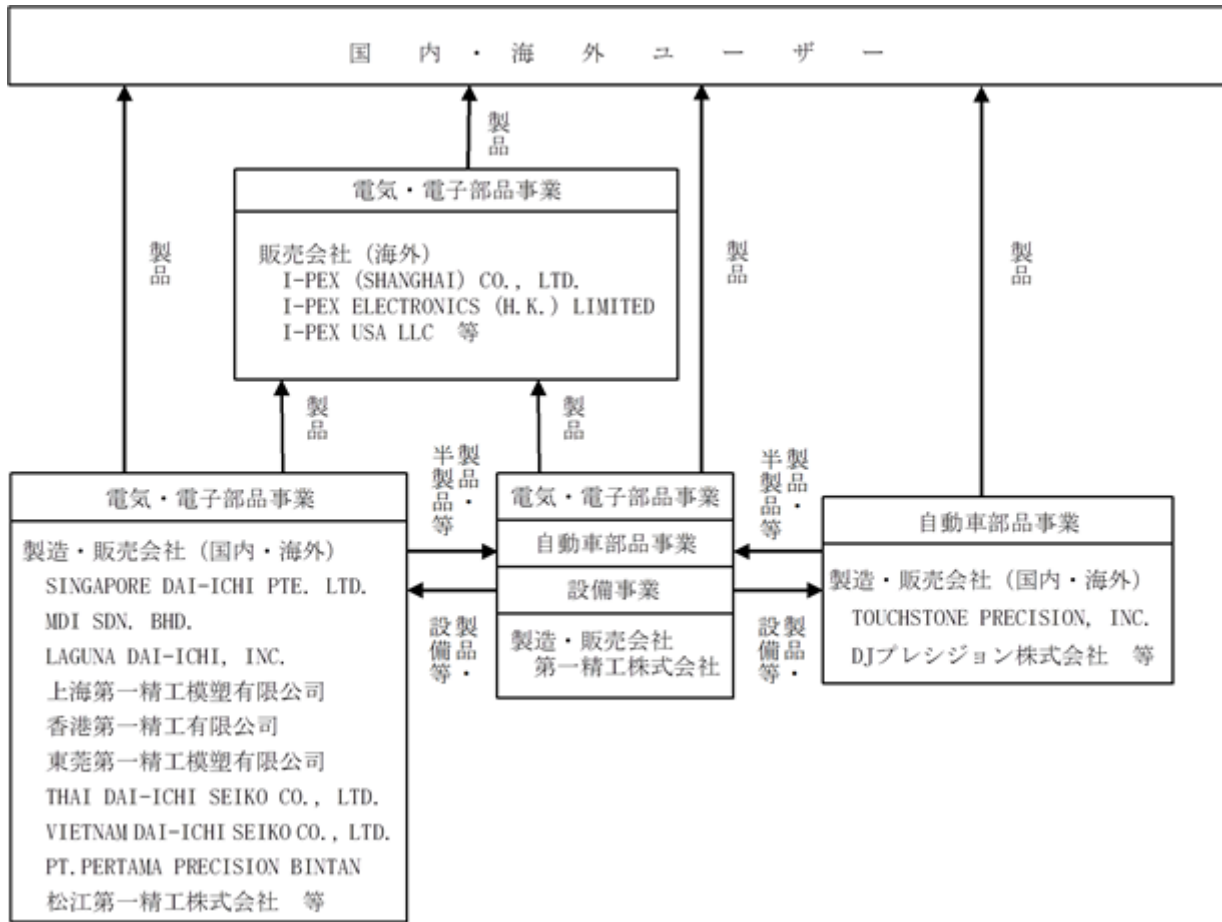 国内・海外ユーザー
製品
電気・電子部品事業
販売会社（海外）
I-PEX (SHANGHAI) CO., LTD.
I-PEX ELECTRONICS (H.K.) LIMITED
I-PEX USA LLC 等
製品
製品
製品
製品
製品
電気・電子部品事業
製造・販売会社（国内・海外）
SINGAPORE DAI-ICHI PTE. LTD.
MDI SDN. BHD.
LAGUNA DAI-ICHI, INC.
上海第一精工模塑有限公司
香港第一精工有限公司
東莞第一精工模塑有限公司
THAI DAI-ICHI SEIKO CO., LTD.
VIETNAM DAI-ICHI SEIKO CO., LTD.
PT.PERTAMA PRECISION BINTAN
松江第一精工株式会社 等
製品・
半製品等
製品・
設備等
電気・電子部品事業
自動車部品事業
設備事業
製造・販売会社
第一精工株式会社
製品・
半製品等
製品・
設備等
自動車部品事業
製造・販売会社（国内・海外）
TOUCHSTONE PRECISION, INC.
DJプレシジョン株式会社 等